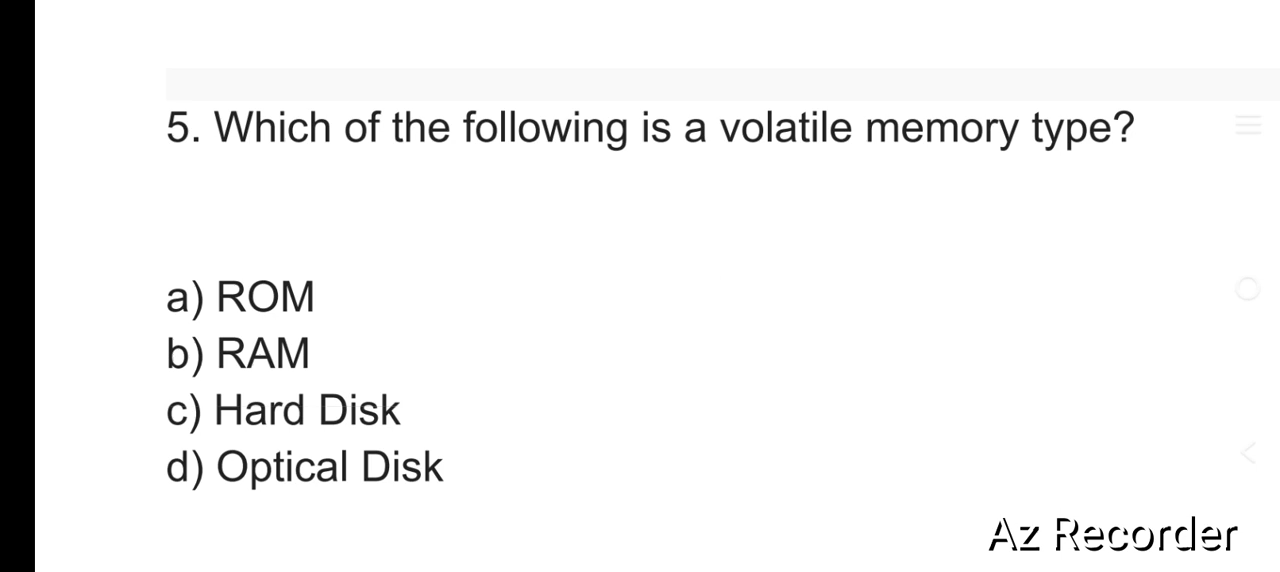 5. Which of the following is a volatile memory type?
a) ROM
b) RAM
c) Hard Disk
d) Optical Disk
Az Recorder